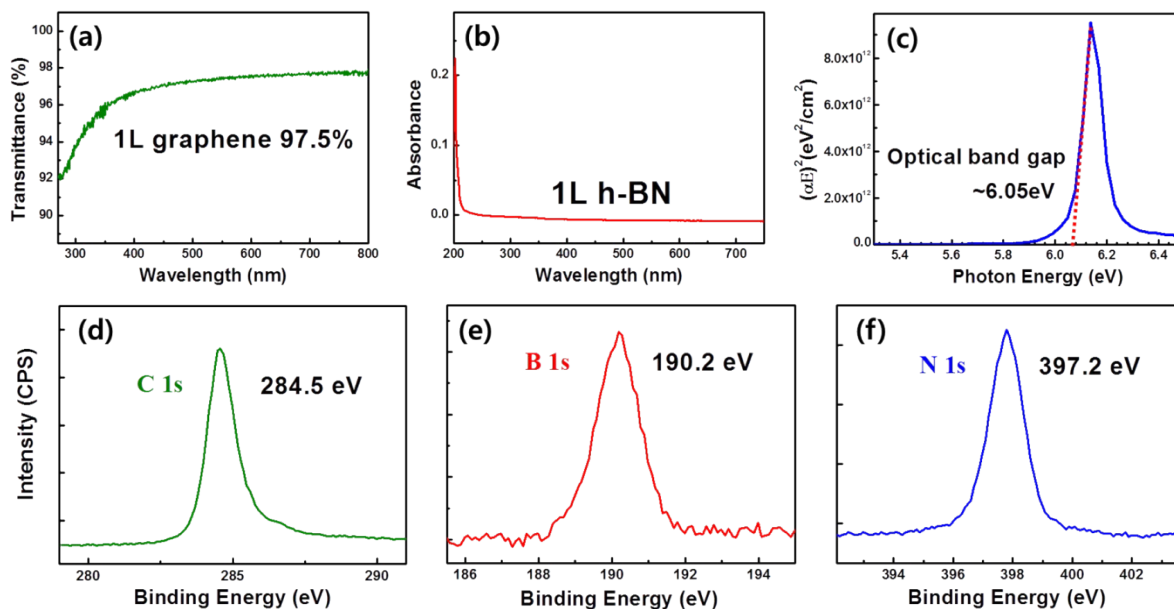 (a)
Transmittance (%)
100
98
96
94
92
90
1L graphene 97.5%
300 400 500 600 700 800
Wavelength (nm)
(b)
Absorbance
0.2
0.1
0.0
1L h-BN
200 300 400 500 600 700
Wavelength (nm)
(c)
(αE)²(eV²/cm²)
8.0x10¹²
6.0x10¹²
4.0x10¹²
2.0x10¹²
0.0
Optical band gap
~6.05eV
5.4 5.6 5.8 6.0 6.2 6.4
Photon Energy (eV)
(d)
Intensity (CPS)
C 1s
284.5 eV
280 285 290
Binding Energy (eV)
(e)
B 1s
190.2 eV
186 188 190 192 194
Binding Energy (eV)
(f)
N 1s
397.2 eV
394 396 398 400 402
Binding Energy (eV)